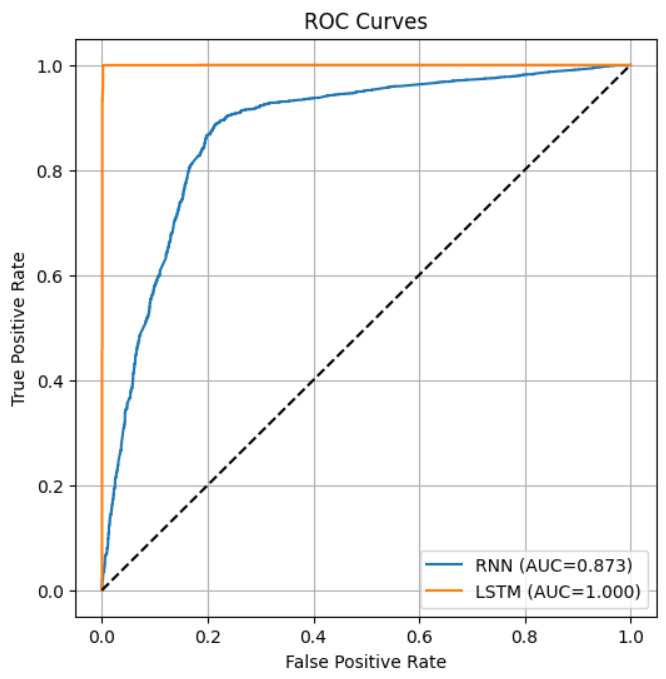 ROC Curves
True Positive Rate
1.0
0.8
0.6
0.4
0.2
0.0
RNN (AUC=0.873)
LSTM (AUC=1.000)
0.0 0.2 0.4 0.6 0.8 1.0
False Positive Rate